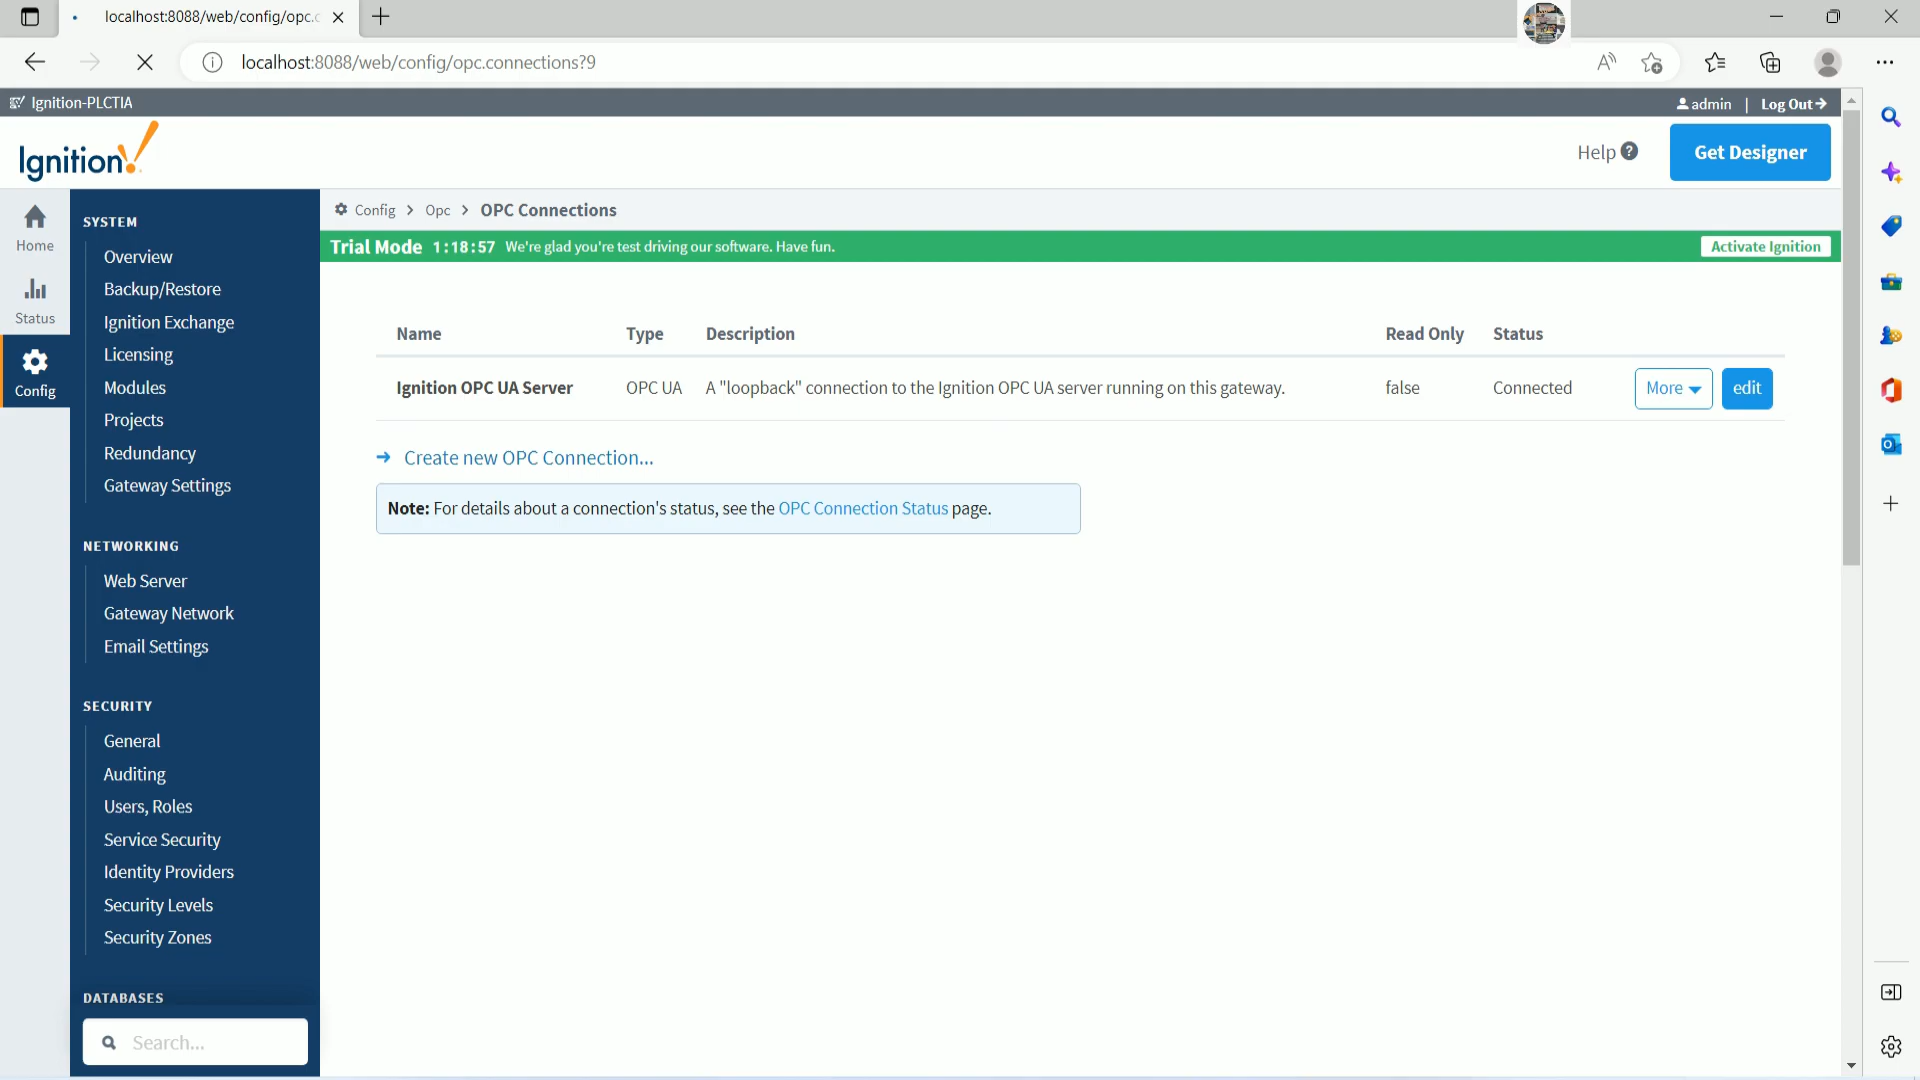 localhost:8088/web/config/opc.c
localhost:8088/web/config/opc.connections?9
Ignition-PLCTIA
admin | Log Out
Ignition!
Help
Get Designer
Home
Status
Config
SYSTEM
Overview
Backup/Restore
Ignition Exchange
Licensing
Modules
Projects
Redundancy
Gateway Settings
NETWORKING
Web Server
Gateway Network
Email Settings
SECURITY
General
Auditing
Users, Roles
Service Security
Identity Providers
Security Levels
Security Zones
DATABASES
Search...
Config > Opc > OPC Connections
Trial Mode 1:18:57 We're glad you're test driving our software. Have fun.
Activate Ignition
Name Type Description Read Only Status
Ignition OPC UA Server OPC UA A "loopback" connection to the Ignition OPC UA server running on this gateway. false Connected More edit
Create new OPC Connection...
Note: For details about a connection's status, see the OPC Connection Status page.